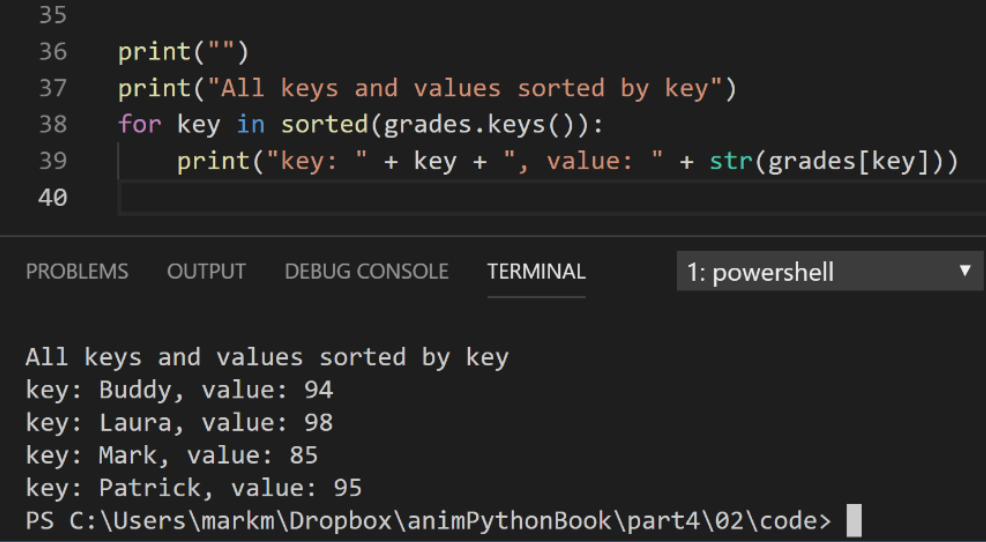 35
36 print("")
37 print("All keys and values sorted by key")
38 for key in sorted(grades.keys()):
39     print("key: " + key + ", value: " + str(grades[key]))
40
PROBLEMS OUTPUT DEBUG CONSOLE TERMINAL 1: powershell
All keys and values sorted by key
key: Buddy, value: 94
key: Laura, value: 98
key: Mark, value: 85
key: Patrick, value: 95
PS C:\Users\markm\Dropbox\animPythonBook\part4\02\code>